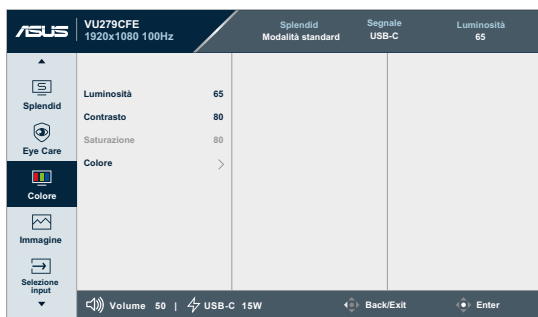 ASUS
VU279CFE
1920x1080 100Hz
Splendid
Modalità standard
Segnale
USB-C
Luminosità
65
Splendid
Eye Care
Colore
Immagine
Selezione
input
Luminosità 65
Contrasto 80
Saturazione 80
Colore >
Volume 50 | USB-C 15W
Back/Exit
Enter